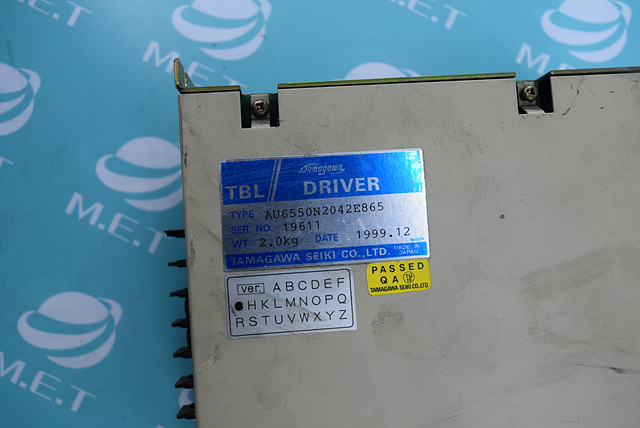 M.E.T
M.E.T
M.E.T
M.E.T
Tamagawa
TBL DRIVER
TYPE AU6550N2042E865
SER. NO. 19611
WT. 2.0kg DATE 1999.12
TAMAGAWA SEIKI CO.,LTD. MADE IN JAPAN
PASSED
QA
TAMAGAWA SEIKI CO.LTD
ver. ABCDEF
HKLMNOPQ
RSTUVWXYZ